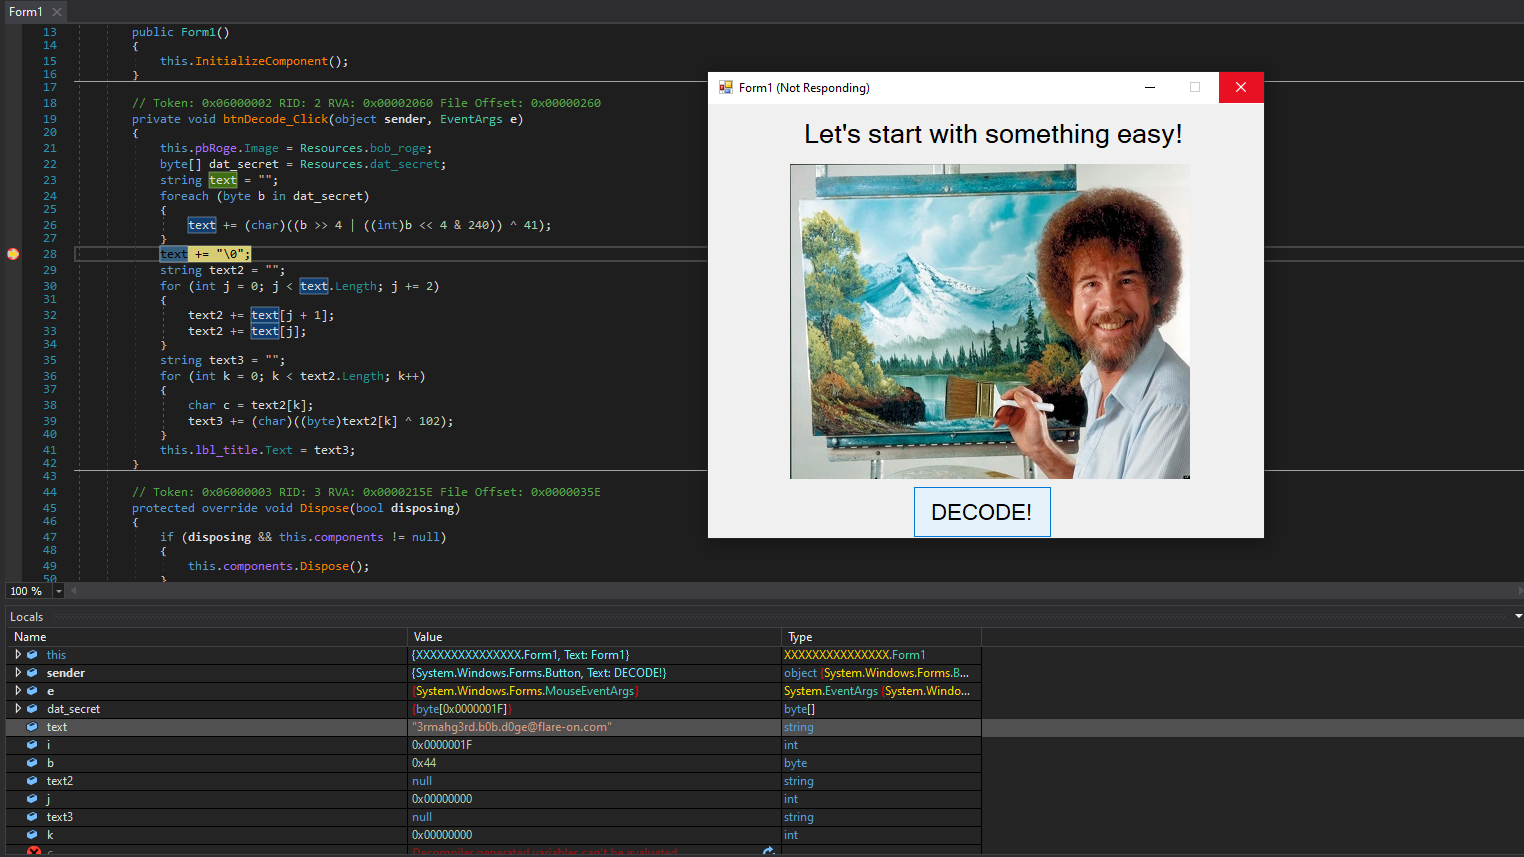 Form1
13 public Form1()
14 {
15 this.InitializeComponent();
16 }
17
18 // Token: 0x06000002 RID: 2 RVA: 0x00002060 File Offset: 0x00000260
19 private void btnDecode_Click(object sender, EventArgs e)
20 {
21 this.pbRoge.Image = Resources.bob_roge;
22 byte[] dat_secret = Resources.dat_secret;
23 string text = "";
24 foreach (byte b in dat_secret)
25 {
26 text += (char)((b >> 4 | ((int)b << 4 & 240)) ^ 41);
27 }
28 text += "\0";
29 string text2 = "";
30 for (int j = 0; j < text.Length; j += 2)
31 {
32 text2 += text[j + 1];
33 text2 += text[j];
34 }
35 string text3 = "";
36 for (int k = 0; k < text2.Length; k++)
37 {
38 char c = text2[k];
39 text3 += (char)((byte)text2[k] ^ 102);
40 }
41 this.lbl_title.Text = text3;
42 }
43
44 // Token: 0x06000003 RID: 3 RVA: 0x0000215E File Offset: 0x0000035E
45 protected override void Dispose(bool disposing)
46 {
47 if (disposing && this.components != null)
48 {
49 this.components.Dispose();
50 }
100 %
Form1 (Not Responding)
Let's start with something easy!
DECODE!
Locals
Name Value Type
this {XXXXXXXXXXXXXXX.Form1, Text: Form1} XXXXXXXXXXXXXXX.Form1
sender {System.Windows.Forms.Button, Text: DECODE!} object {System.Windows.Forms.B...
e {System.Windows.Forms.MouseEventArgs} System.EventArgs {System.Windo...
dat_secret {byte[0x0000001F]} byte[]
text "3rmahg3rd.b0b.d0ge@flare-on.com" string
i 0x0000001F int
b 0x44 byte
text2 null string
j 0x00000000 int
text3 null string
k 0x00000000 int
c Decompiler generated variables can't be evaluated